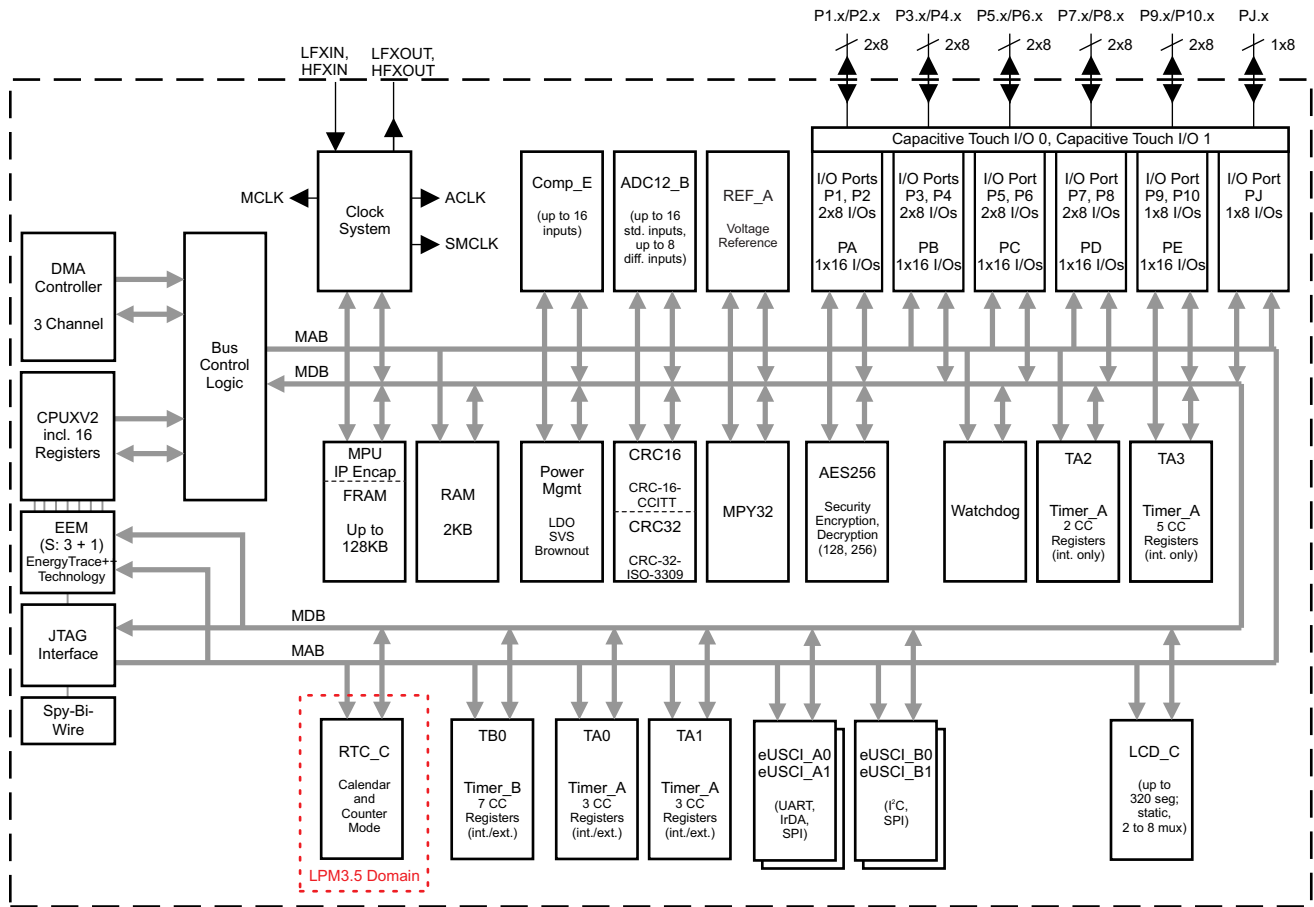 P1.x/P2.x
P3.x/P4.x
P5.x/P6.x
P7.x/P8.x
P9.x/P10.x
PJ.x
2x8
2x8
2x8
2x8
2x8
1x8
LFXIN,
HFXIN
LFXOUT,
HFXOUT
Capacitive Touch I/O 0, Capacitive Touch I/O 1
MCLK
Clock
System
ACLK
SMCLK
Comp_E
(up to 16
inputs)
ADC12_B
(up to 16
std. inputs,
up to 8
diff. inputs)
REF_A
Voltage
Reference
I/O Ports
P1, P2
2x8 I/Os
PA
1x16 I/Os
I/O Ports
P3, P4
2x8 I/Os
PB
1x16 I/Os
I/O Port
P5, P6
2x8 I/Os
PC
1x16 I/Os
I/O Port
P7, P8
2x8 I/Os
PD
1x16 I/Os
I/O Port
P9, P10
1x8 I/Os
PE
1x16 I/Os
I/O Port
PJ
1x8 I/Os
DMA
Controller
3 Channel
Bus
Control
Logic
MAB
MDB
CPUXV2
incl. 16
Registers
EEM
(S: 3 + 1)
EnergyTrace++
Technology
JTAG
Interface
Spy-Bi-
Wire
MPU
IP Encap
FRAM
Up to
128KB
RAM
2KB
Power
Mgmt
LDO
SVS
Brownout
CRC16
CRC-16-
CCITT
CRC32
CRC-32-
ISO-3309
MPY32
AES256
Security
Encryption,
Decryption
(128, 256)
Watchdog
TA2
Timer_A
2 CC
Registers
(int. only)
TA3
Timer_A
5 CC
Registers
(int. only)
MDB
MAB
RTC_C
Calendar
and
Counter
Mode
LPM3.5 Domain
TB0
Timer_B
7 CC
Registers
(int./ext.)
TA0
Timer_A
3 CC
Registers
(int./ext.)
TA1
Timer_A
3 CC
Registers
(int./ext.)
eUSCI_A0
eUSCI_A1
(UART,
IrDA,
SPI)
eUSCI_B0
eUSCI_B1
(I²C,
SPI)
LCD_C
(up to
320 seg;
static,
2 to 8 mux)